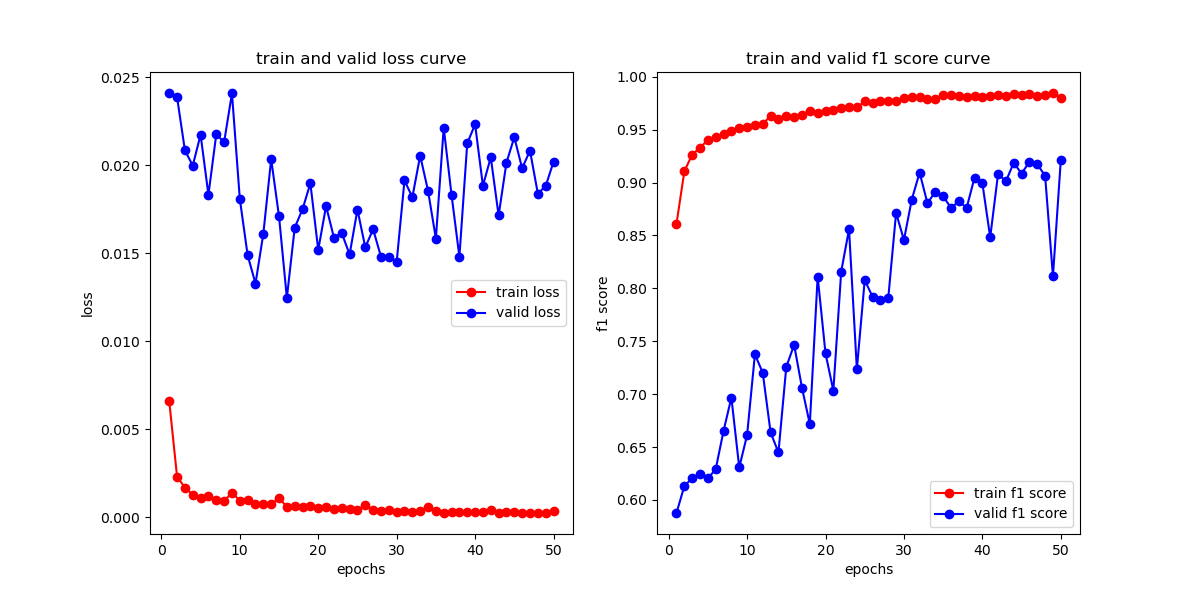 train and valid loss curve
0.025
0.020
0.015
0.010
0.005
0.000
loss
train loss
valid loss
0 10 20 30 40 50
epochs
train and valid f1 score curve
1.00
0.95
0.90
0.85
0.80
0.75
0.70
0.65
0.60
f1 score
train f1 score
valid f1 score
0 10 20 30 40 50
epochs